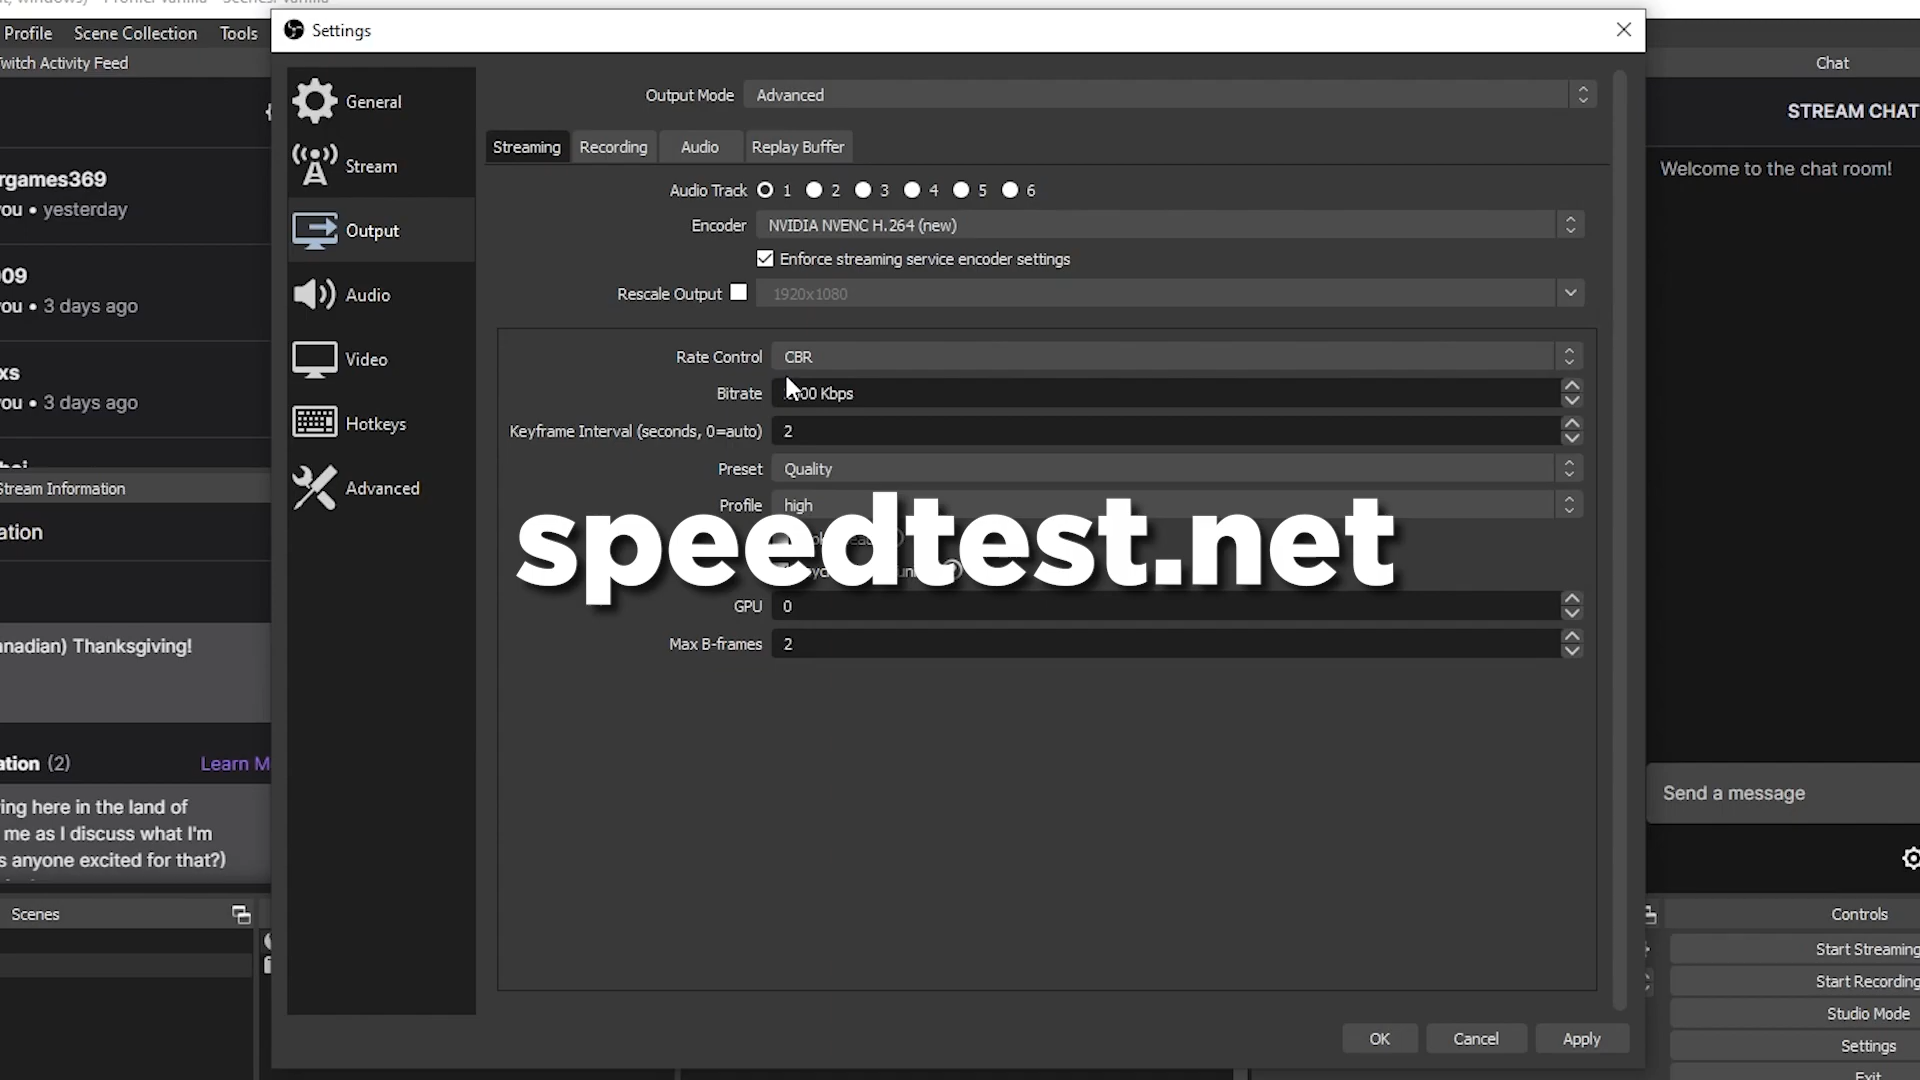 Profile Scene Collection Tools
Settings
witch Activity Feed
Chat
General
Output Mode Advanced
STREAM CHAT
Streaming Recording Audio Replay Buffer
Stream
Welcome to the chat room!
rgames369
ou • yesterday
Audio Track 1 2 3 4 5 6
Encoder NVIDIA NVENC H.264 (new)
Output
Enforce streaming service encoder settings
09
ou • 3 days ago
Rescale Output 1920x1080
Audio
Rate Control CBR
Video
xs
ou • 3 days ago
Bitrate 00 Kbps
Hotkeys
Keyframe Interval (seconds, 0=auto) 2
Preset Quality
Stream Information
Advanced
Profile high
ation
speedtest.net
GPU 0
Max B-frames 2
anadian) Thanksgiving!
ation (2) Learn M
Send a message
ing here in the land of
me as I discuss what I'm
s anyone excited for that?)
Scenes
Controls
Start Streaming
Start Recording
Studio Mode
Settings
Exit
OK Cancel Apply